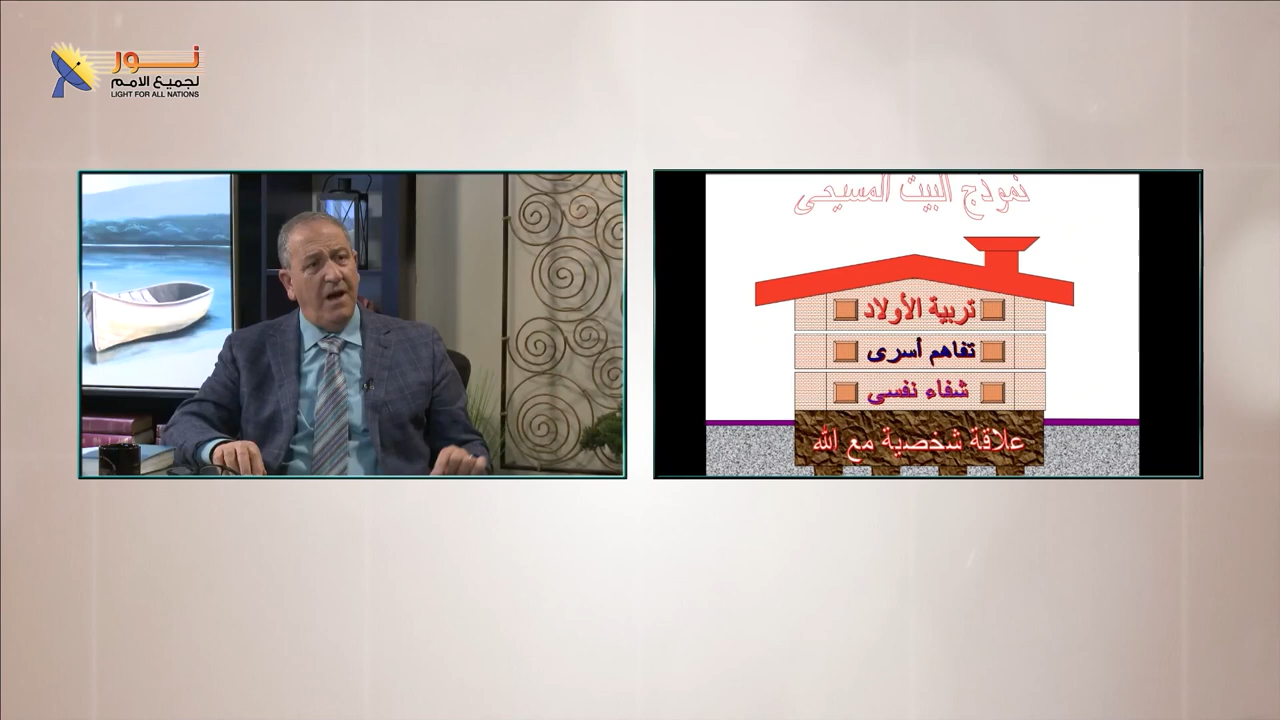 نور
لجميع الامم
LIGHT FOR ALL NATIONS
نموذج البيت المسيحى
تربية الأولاد
تفاهم أسرى
شفاء نفسى
علاقة شخصية مع الله